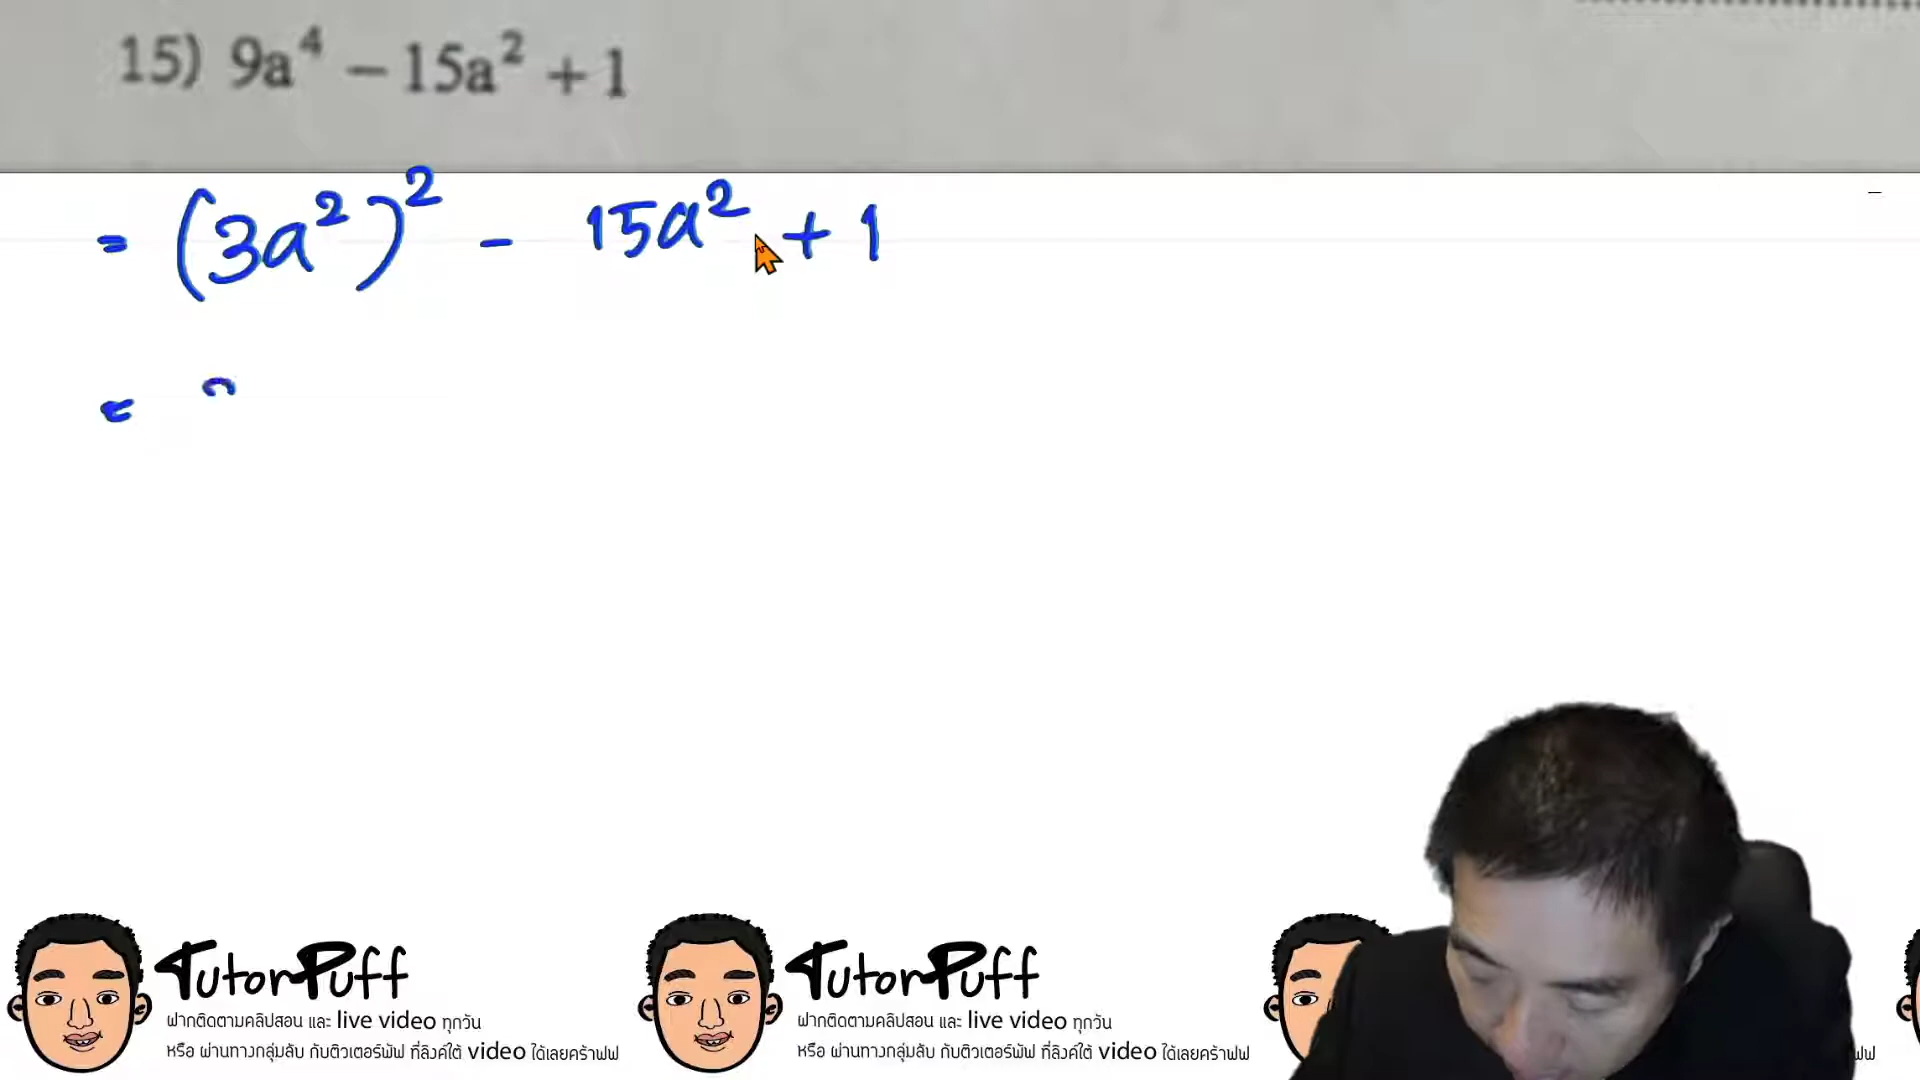 15) 9a⁴ − 15a² + 1
= (3a²)² - 15a² + 1
=
TutorPuff
ฝากติดตามคลิปสอน และ live video ทุกวัน
หรือ ผ่านทางกลุ่มลับ กับติวเตอร์พัฟ ที่ลิงค์ใต้ video ได้เลยคร้าฟฟ
TutorPuff
ฝากติดตามคลิปสอน และ live video ทุกวัน
หรือ ผ่านทางกลุ่มลับ กับติวเตอร์พัฟ ที่ลิงค์ใต้ video ได้เลยคร้าฟฟ
ฟฟ